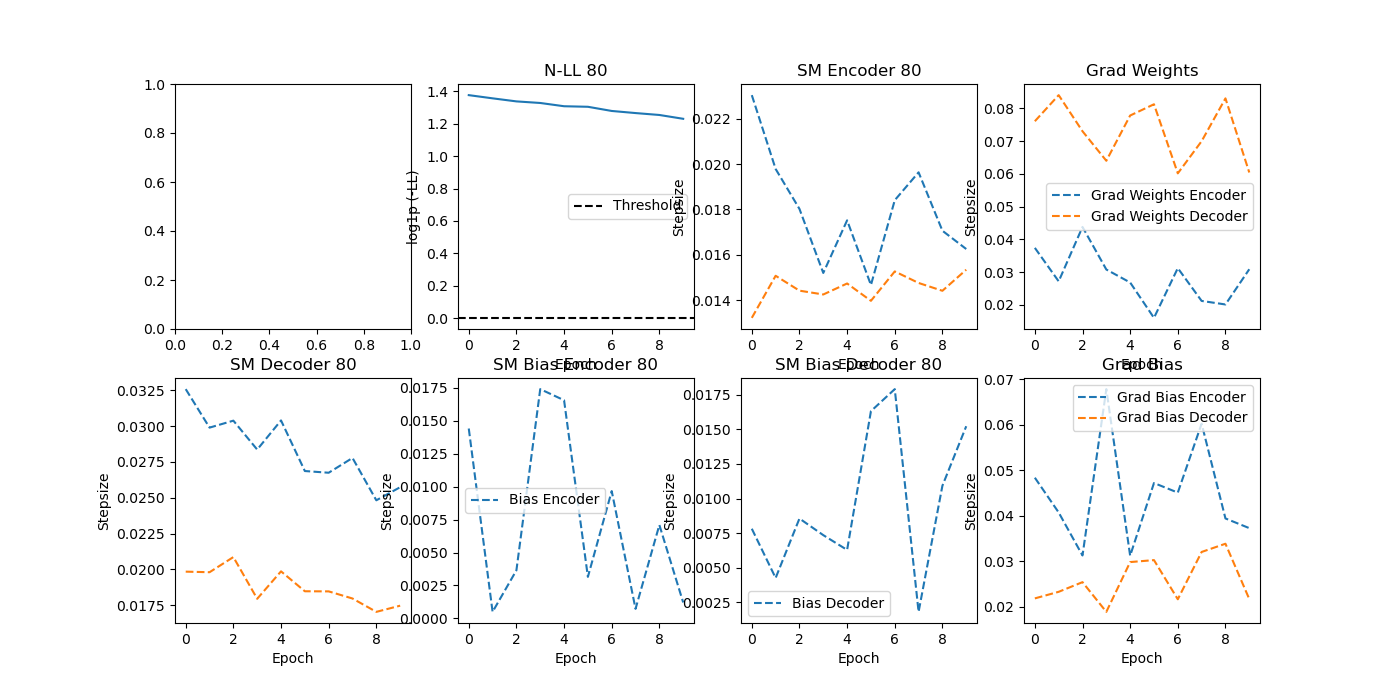 N-LL 80
SM Encoder 80
Grad Weights
1.0
0.8
0.6
0.4
0.2
0.0
0.0 0.2 0.4 0.6 0.8 1.0
log1p (-LL)
1.4
1.2
1.0
0.8
0.6
0.4
0.2
0.0
Threshold
0 2 4 6 8
Epoch
Stepsize
0.022
0.020
0.018
0.016
0.014
0 2 4 6 8
Epoch
Stepsize
0.08
0.07
0.06
0.05
0.04
0.03
0.02
Grad Weights Encoder
Grad Weights Decoder
0 2 4 6 8
Epoch
SM Decoder 80
SM Bias Encoder 80
SM Bias Decoder 80
Grad Bias
Stepsize
0.0325
0.0300
0.0275
0.0250
0.0225
0.0200
0.0175
0 2 4 6 8
Epoch
Stepsize
0.0175
0.0150
0.0125
0.0100
0.0075
0.0050
0.0025
0.0000
Bias Encoder
0 2 4 6 8
Epoch
Stepsize
0.0175
0.0150
0.0125
0.0100
0.0075
0.0050
0.0025
Bias Decoder
0 2 4 6 8
Epoch
Stepsize
0.07
0.06
0.05
0.04
0.03
0.02
Grad Bias Encoder
Grad Bias Decoder
0 2 4 6 8
Epoch